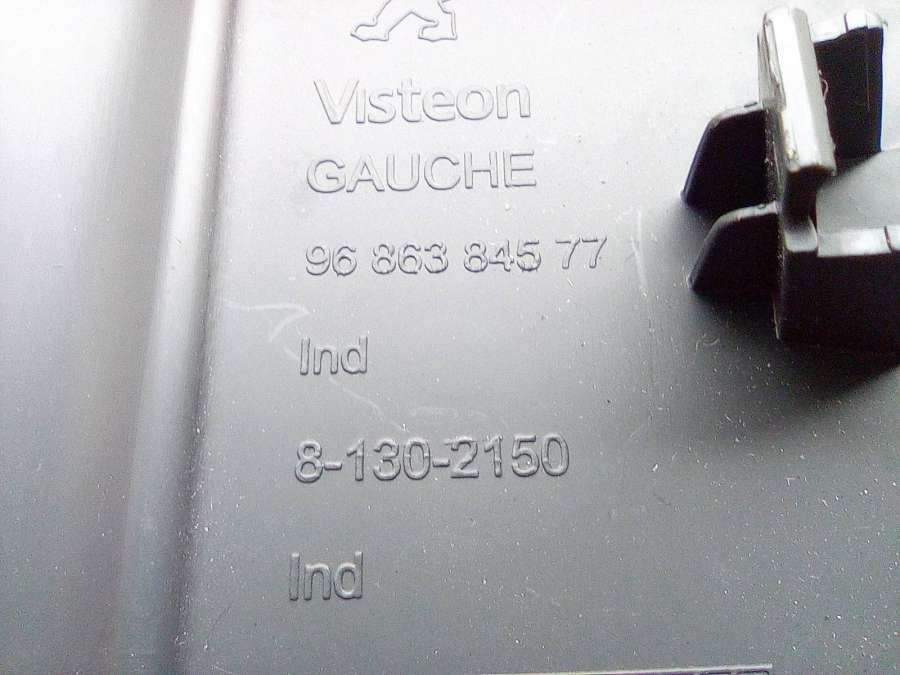 Visteon
GAUCHE
96 863 845 77
Ind
8-130-2150
Ind